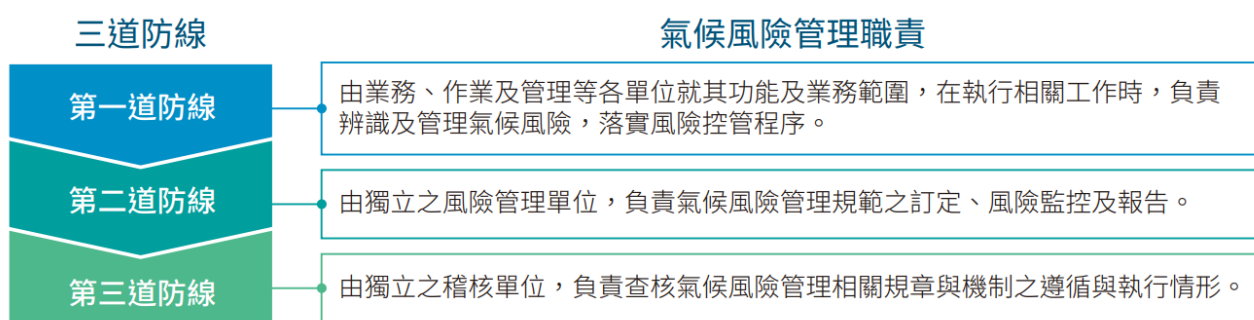 三道防線
氣候風險管理職責
第一道防線
由業務、作業及管理等各單位就其功能及業務範圍，在執行相關工作時，負責
辨識及管理氣候風險，落實風險控管程序。
第二道防線
由獨立之風險管理單位，負責氣候風險管理規範之訂定、風險監控及報告。
第三道防線
由獨立之稽核單位，負責查核氣候風險管理相關規章與機制之遵循與執行情形。